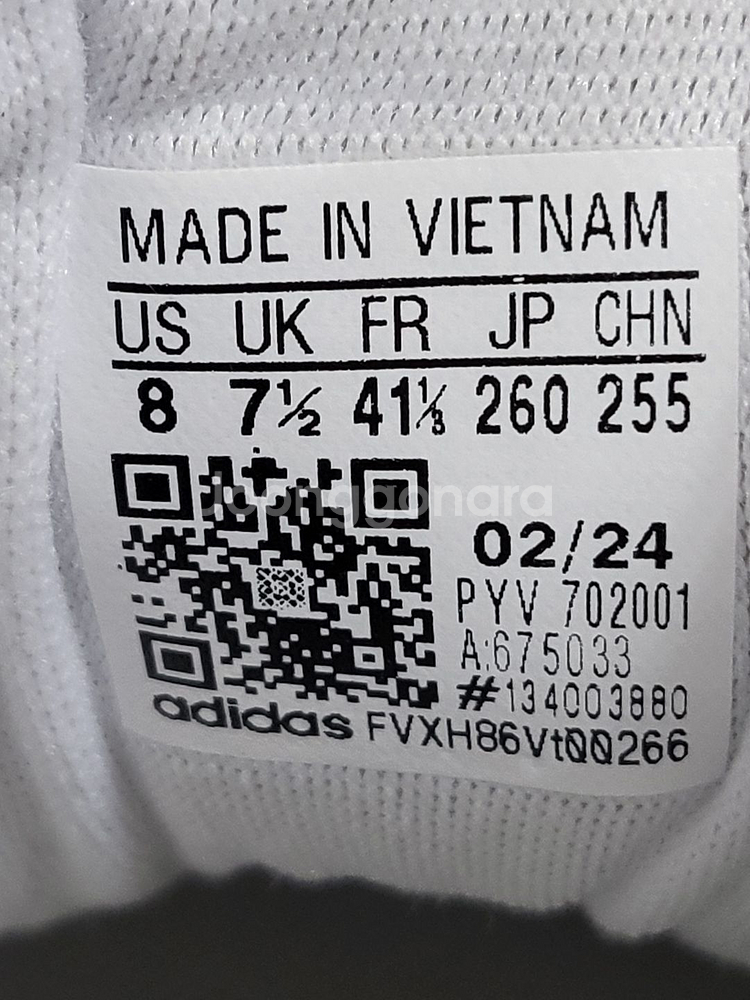 MADE IN VIETNAM
US UK FR JP CHN
8 7½ 41⅓ 260 255
Joonggonara
02/24
PYV 702001
A:675033
#134003880
adidas FVXH86Vt00266